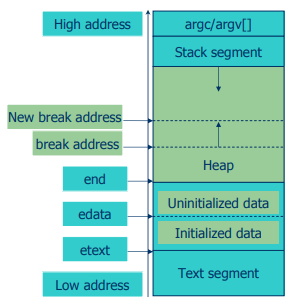 High address
argc/argv[]
Stack segment
New break address
break address
Heap
end
Uninitialized data
edata
Initialized data
etext
Text segment
Low address